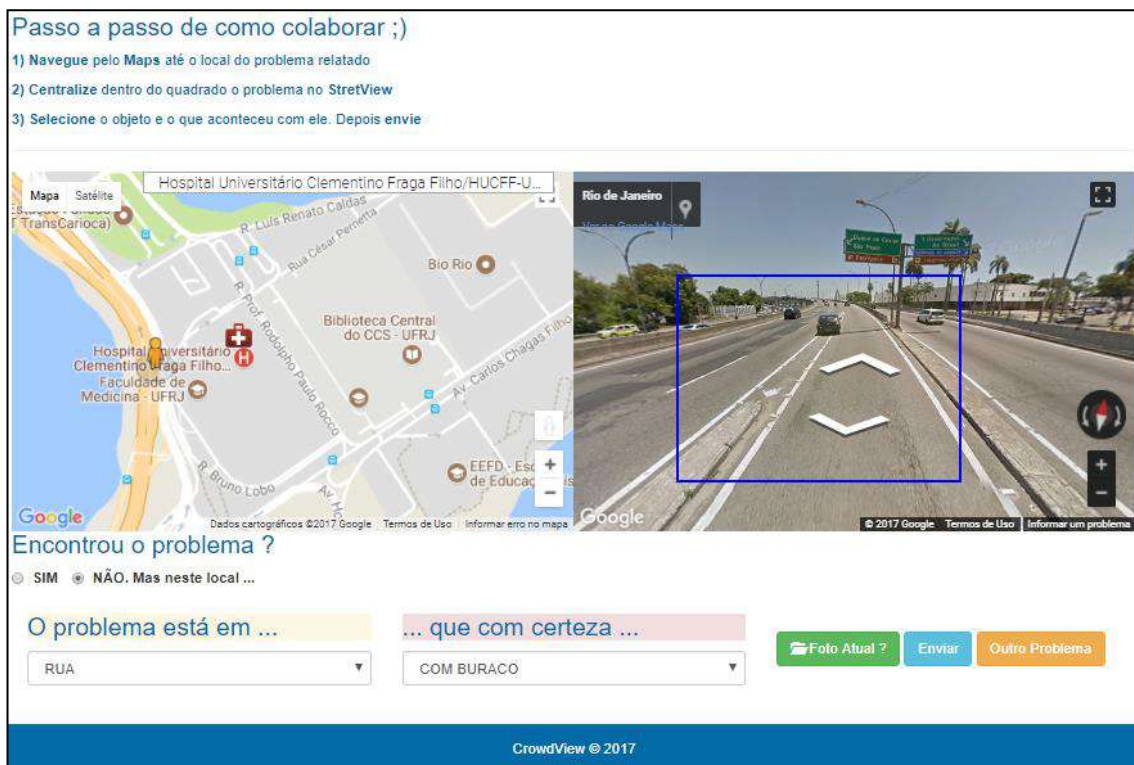 Passo a passo de como colaborar ;)
1) Navegue pelo Maps até o local do problema relatado
2) Centralize dentro do quadrado o problema no StretView
3) Selecione o objeto e o que aconteceu com ele. Depois envie
Hospital Universitário Clementino Fraga Filho/HUCFF-U...
Mapa
Satélite
TransCarioca)
R. Luís Renato Caldas
Rua César Pernetta
Bio Rio
R. Prof. Rodolpho Paulo Rocco
Biblioteca Central
do CCS - UFRJ
Av. Carlos Chagas Filho
Hospital Universitário
Clementino Fraga Filho...
H
Faculdade de
Medicina - UFRJ
R. Bruno Lobo
EEFD - Esc
de Educaç
Google
Dados cartográficos ©2017 Google
Termos de Uso
Informar erro no mapa
Rio de Janeiro
Ver no Google Maps
Google
© 2017 Google
Termos de Uso
Informar um problema
Encontrou o problema ?
SIM
NÃO. Mas neste local ...
O problema está em ...
... que com certeza ...
RUA
COM BURACO
Foto Atual ?
Enviar
Outro Problema
CrowdView © 2017